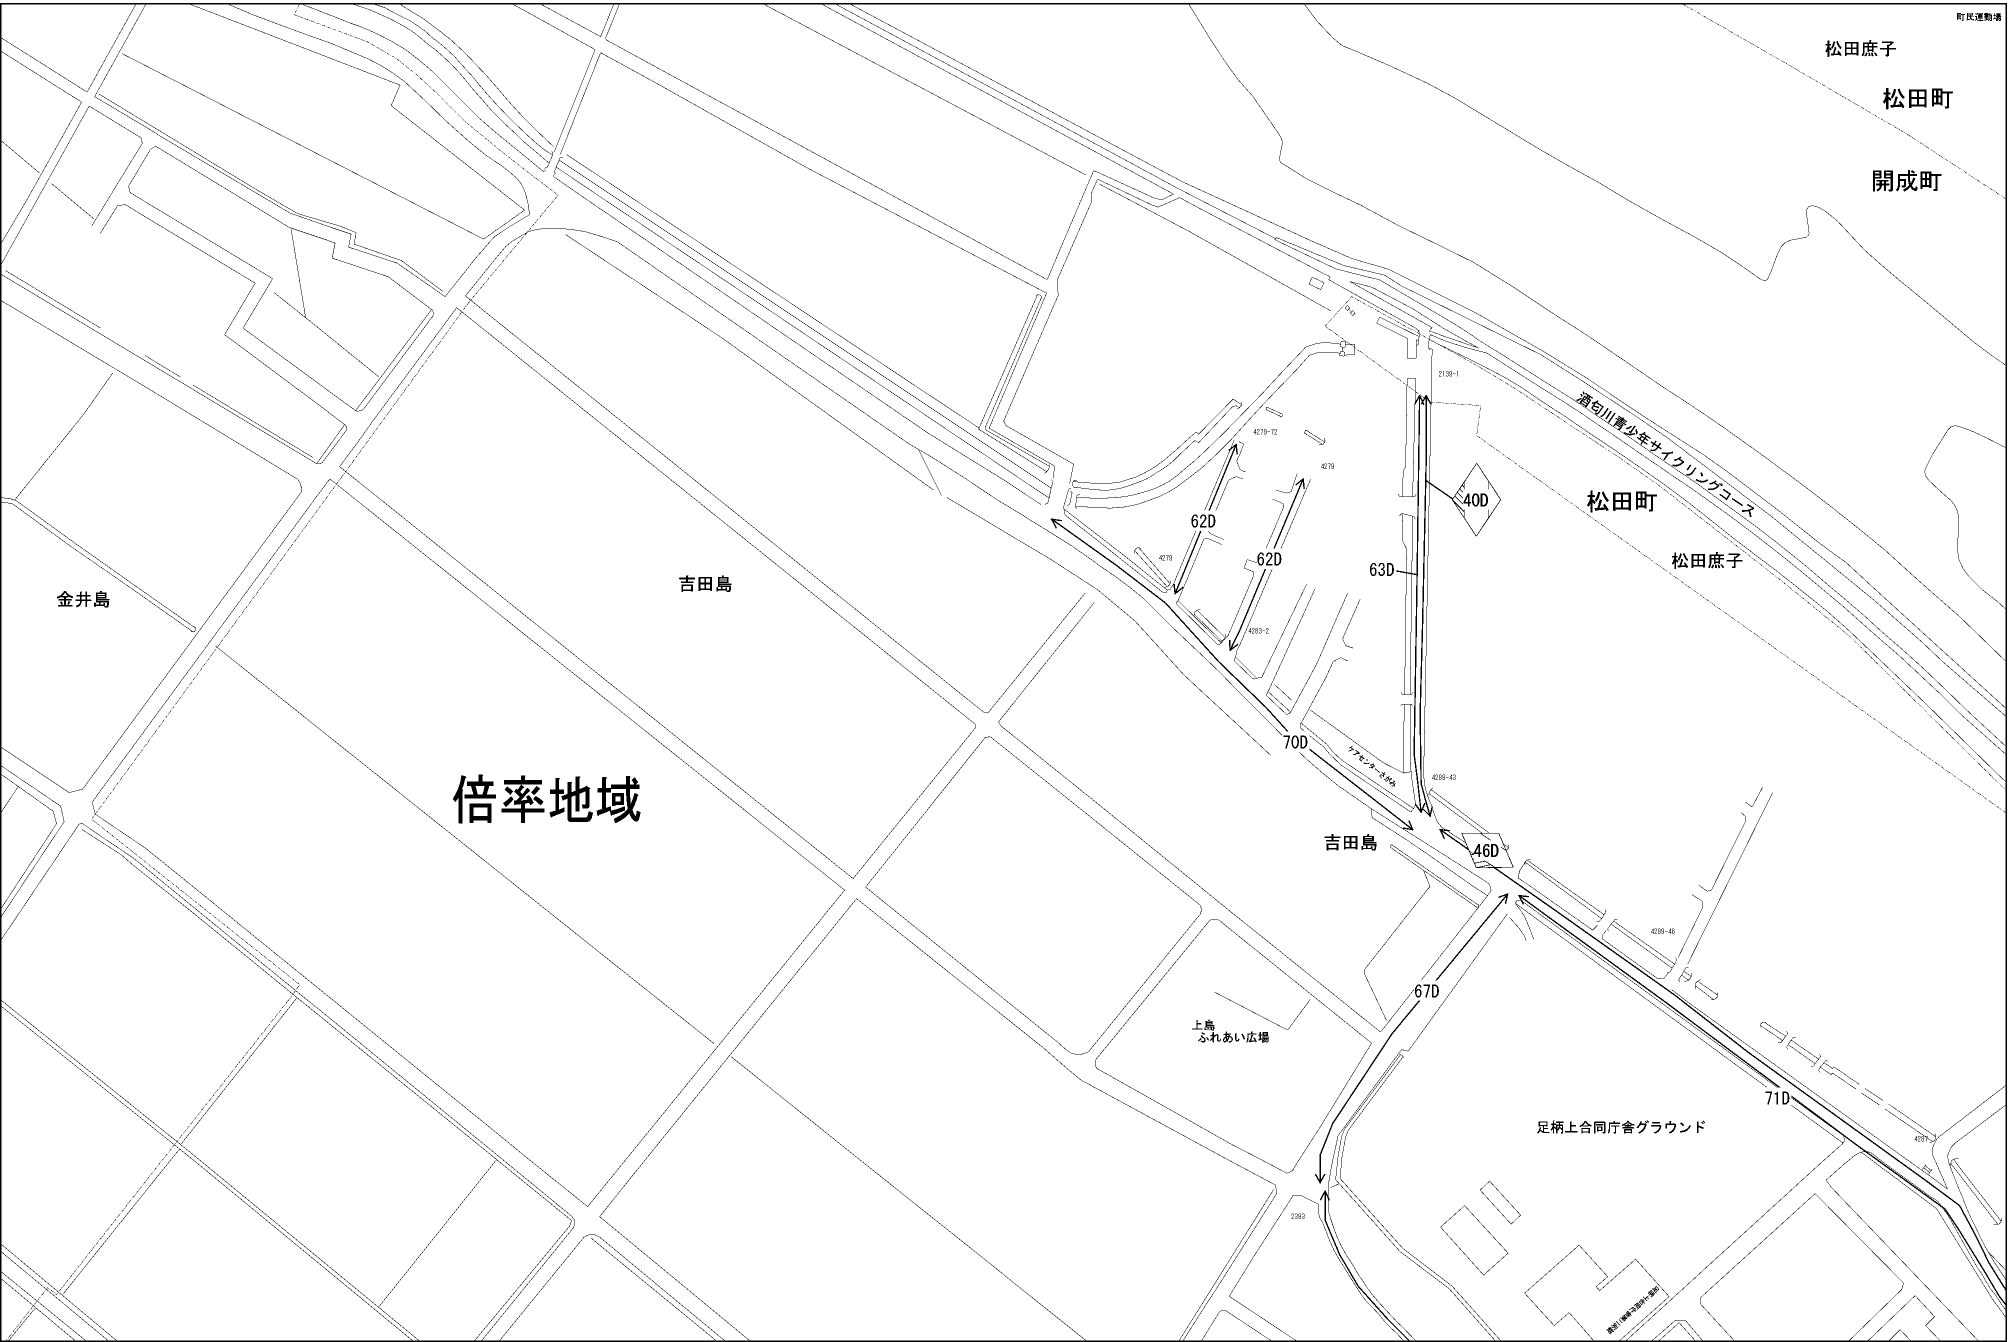 町民運動場
松田庶子
松田町
開成町
2139-1
酒匂川青少年サイクリングコース
4279-72
4279
40D
松田町
62D
62D
4279
松田庶子
63D
吉田島
金井島
4283-2
70D
ケアセンターさがみ
4289-43
倍率地域
吉田島
46D
4289-46
67D
上島
ふれあい広場
71D
足柄上合同庁舎グラウンド
4287
2393